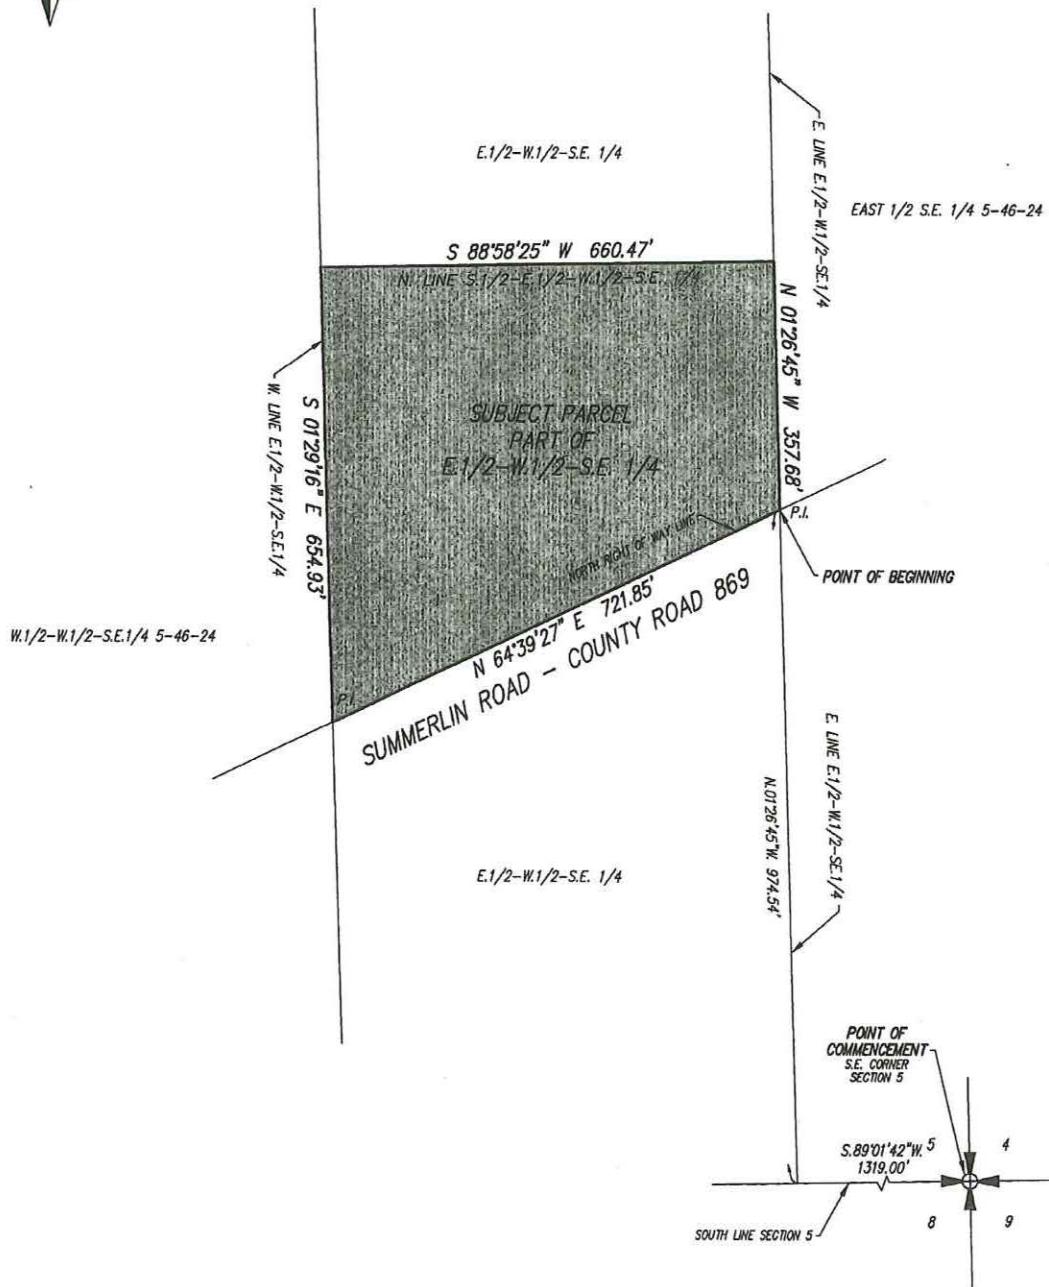 E.1/2-W.1/2-S.E. 1/4
E. LINE E.1/2-W.1/2-SE.1/4
EAST 1/2 S.E. 1/4 5-46-24
S 88°58'25" W 660.47'
N. LINE S.1/2-E.1/2-W.1/2-S.E. 1/4
N 01°26'45" W 357.68'
W. LINE E.1/2-W.1/2-S.E.1/4
S 01°29'16" E 654.93'
SUBJECT PARCEL
PART OF
E.1/2-W.1/2-S.E. 1/4
NORTH RIGHT OF WAY LINE
P.I.
POINT OF BEGINNING
N 64°39'27" E 721.85'
SUMMERLIN ROAD - COUNTY ROAD 869
W.1/2-W.1/2-S.E.1/4 5-46-24
P.I.
E. LINE E.1/2-W.1/2-SE.1/4
N.01°26'45"W. 974.54'
E.1/2-W.1/2-S.E. 1/4
POINT OF
COMMENCEMENT
S.E. CORNER
SECTION 5
S.89°01'42"W.
1319.00'
5
4
8
9
SOUTH LINE SECTION 5